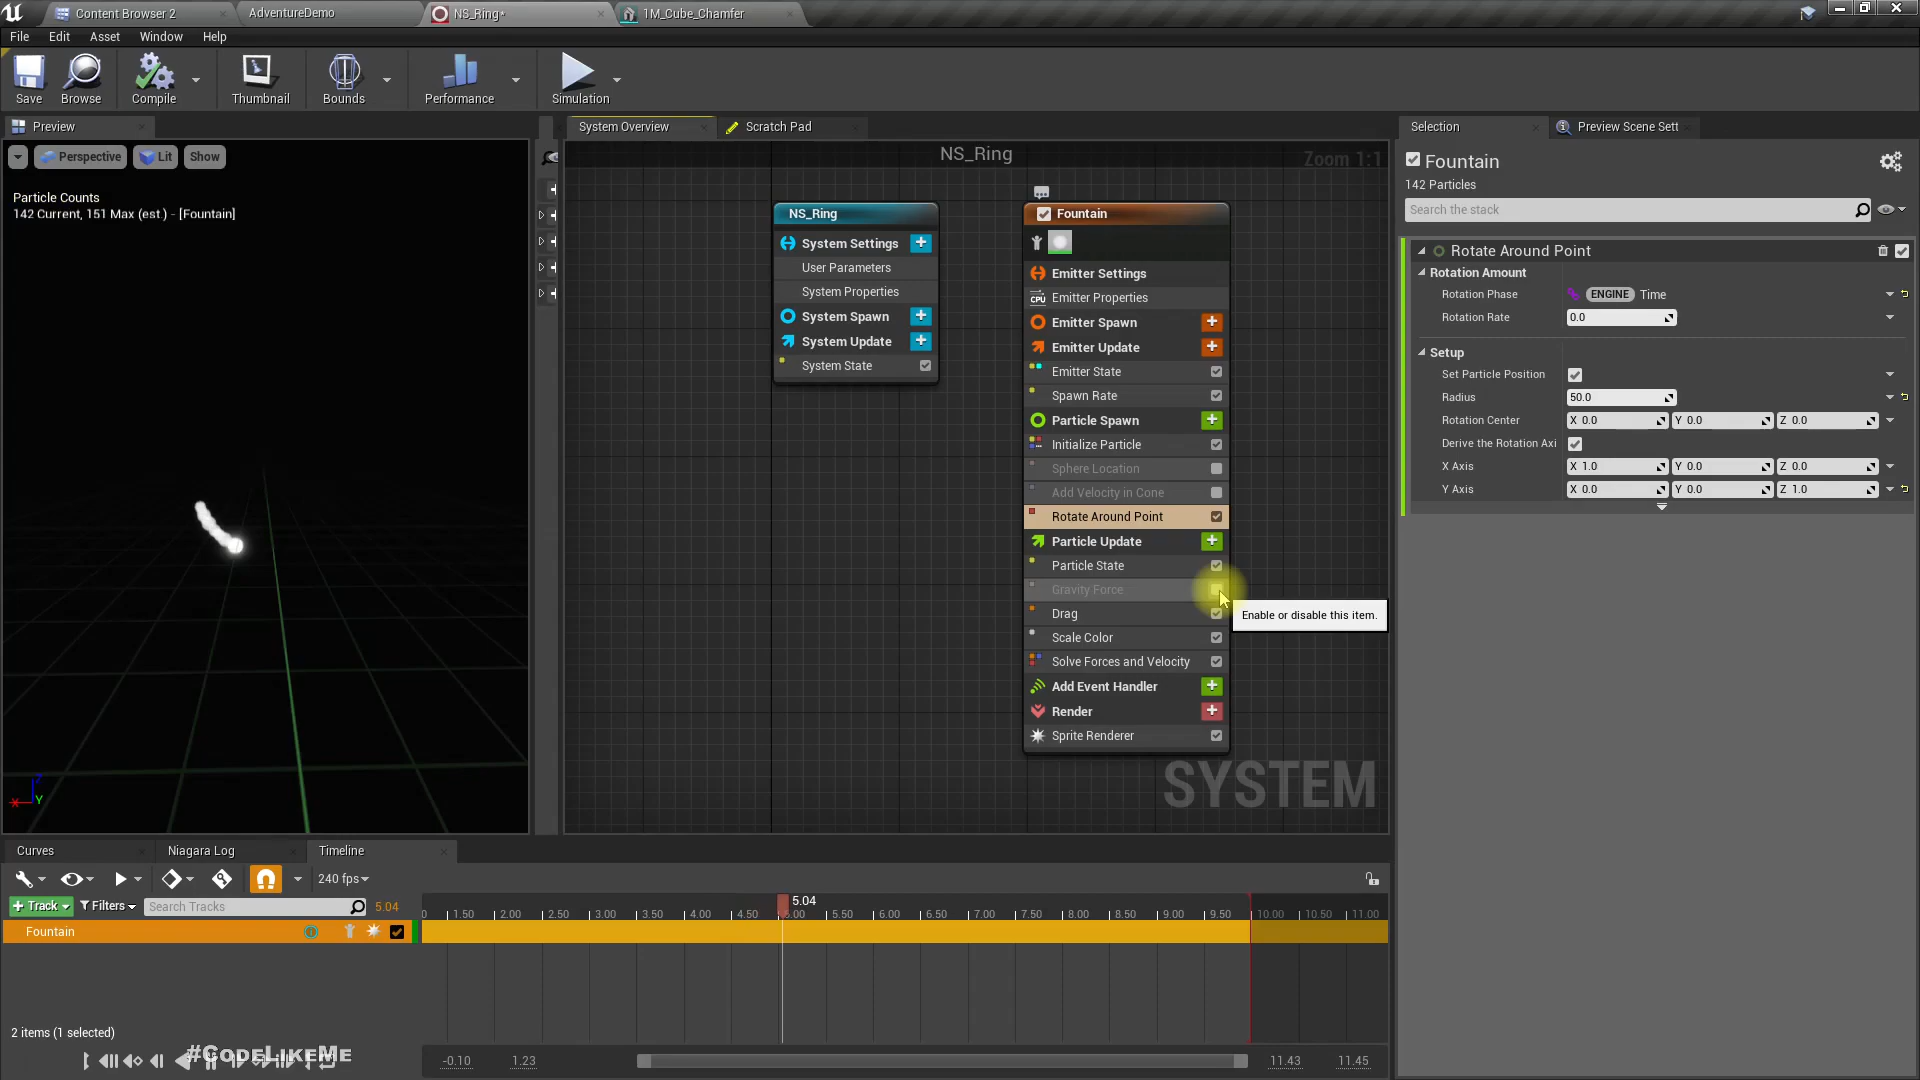 Content Browser 2
AdventureDemo
NS_Ring*
1M_Cube_Chamfer
File
Edit
Asset
Window
Help
Save
Browse
Compile
Thumbnail
Bounds
Performance
Simulation
Preview
System Overview
Scratch Pad
Selection
Preview Scene Sett
Perspective
Lit
Show
Particle Counts
142 Current, 151 Max (est.) - [Fountain]
NS_Ring
Zoom 1:1
NS_Ring
System Settings
User Parameters
System Properties
System Spawn
System Update
System State
Fountain
Emitter Settings
CPU
Emitter Properties
Emitter Spawn
Emitter Update
Emitter State
Spawn Rate
Particle Spawn
Initialize Particle
Sphere Location
Add Velocity in Cone
Rotate Around Point
Particle Update
Particle State
Gravity Force
Drag
Scale Color
Solve Forces and Velocity
Add Event Handler
Render
Sprite Renderer
Enable or disable this item.
SYSTEM
Fountain
142 Particles
Search the stack
Rotate Around Point
Rotation Amount
Rotation Phase ENGINE Time
Rotation Rate 0.0
Setup
Set Particle Position
Radius 50.0
Rotation Center X 0.0 Y 0.0 Z 0.0
Derive the Rotation Axi
X Axis X 1.0 Y 0.0 Z 0.0
Y Axis X 0.0 Y 0.0 Z 1.0
Z
X
Y
Curves
Niagara Log
Timeline
240 fps
Track
Filters
Search Tracks
5.04
5.04
0 1.50 2.00 2.50 3.00 3.50 4.00 4.50 5.50 6.00 6.50 7.00 7.50 8.00 8.50 9.00 9.50 10.00 10.50 11.00
Fountain
2 items (1 selected)
#CodeLikeMe
-0.10 1.23 11.43 11.45